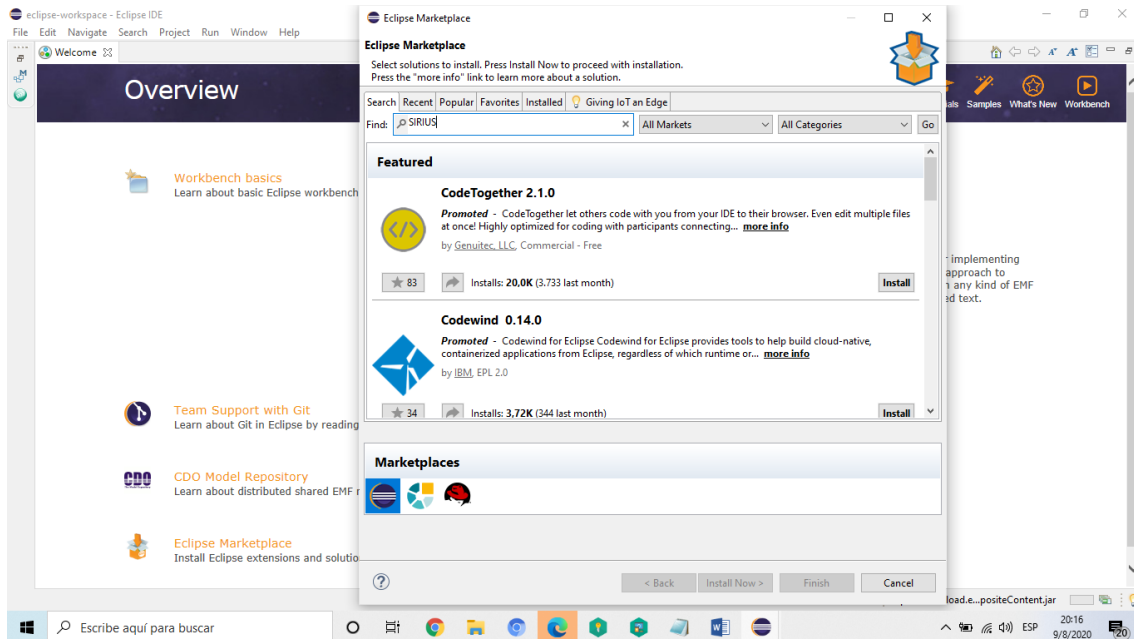 eclipse-workspace - Eclipse IDE
File Edit Navigate Search Project Run Window Help
Welcome
Overview
Samples What's New Workbench
Workbench basics
Learn about basic Eclipse workbench
implementing
approach to
any kind of EMF
ed text.
Team Support with Git
Learn about Git in Eclipse by reading
CDO Model Repository
Learn about distributed shared EMF
Eclipse Marketplace
Install Eclipse extensions and solutio
Eclipse Marketplace
Eclipse Marketplace
Select solutions to install. Press Install Now to proceed with installation.
Press the "more info" link to learn more about a solution.
Search Recent Popular Favorites Installed Giving IoT an Edge
Find: SIRIUS All Markets All Categories Go
Featured
CodeTogether 2.1.0
Promoted - CodeTogether let others code with you from your IDE to their browser. Even edit multiple files
at once! Highly optimized for coding with participants connecting... more info
by Genuitec, LLC, Commercial - Free
83 Installs: 20,0K (3.733 last month) Install
Codewind 0.14.0
Promoted - Codewind for Eclipse Codewind for Eclipse provides tools to help build cloud-native,
containerized applications from Eclipse, regardless of which runtime or... more info
by IBM, EPL 2.0
34 Installs: 3,72K (344 last month) Install
Marketplaces
CDO
< Back Install Now > Finish Cancel
load.e...positeContent.jar
Escribe aquí para buscar
ESP
20:16
9/8/2020
20